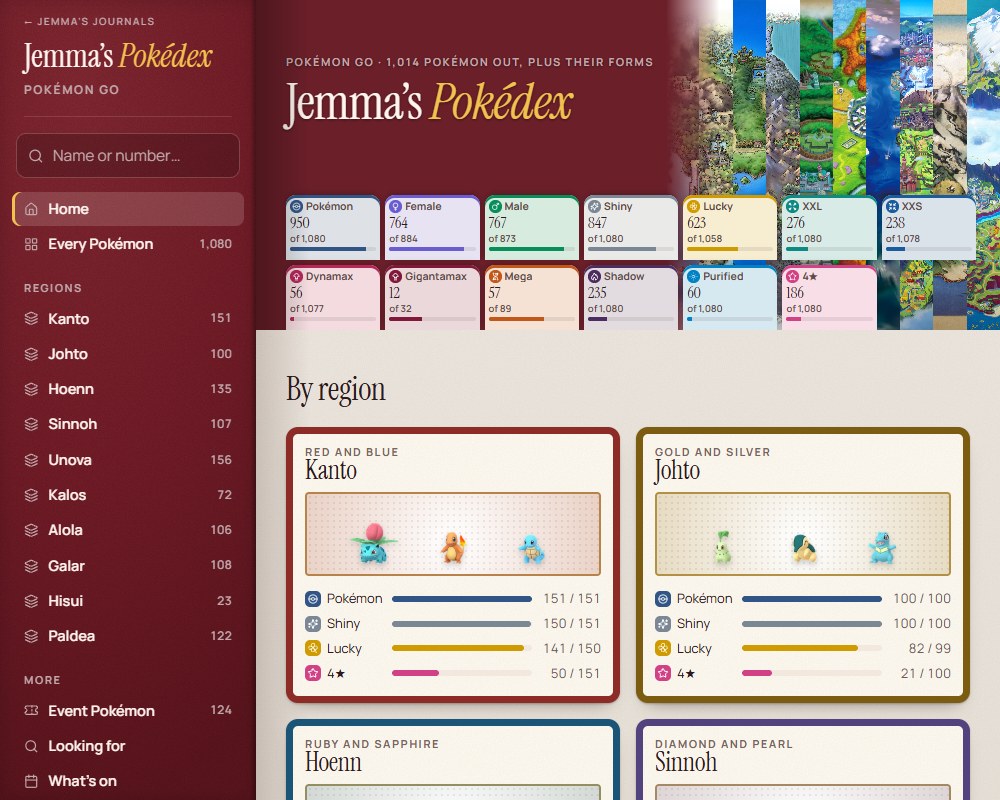 ← JEMMA'S JOURNALS
Jemma's Pokédex
POKÉMON GO
Name or number...
Home
Every Pokémon 1,080
REGIONS
Kanto 151
Johto 100
Hoenn 135
Sinnoh 107
Unova 156
Kalos 72
Alola 106
Galar 108
Hisui 23
Paldea 122
MORE
Event Pokémon 124
Looking for
What's on
POKÉMON GO · 1,014 POKÉMON OUT, PLUS THEIR FORMS
Jemma's Pokédex
Pokémon
950
of 1,080
Female
764
of 884
Male
767
of 873
Shiny
847
of 1,080
Lucky
623
of 1,058
XXL
276
of 1,080
XXS
238
of 1,078
Dynamax
56
of 1,077
Gigantamax
12
of 32
Mega
57
of 89
Shadow
235
of 1,080
Purified
60
of 1,080
4★
186
of 1,080
By region
RED AND BLUE
Kanto
Pokémon 151 / 151
Shiny 150 / 151
Lucky 141 / 150
4★ 50 / 151
GOLD AND SILVER
Johto
Pokémon 100 / 100
Shiny 100 / 100
Lucky 82 / 99
4★ 21 / 100
RUBY AND SAPPHIRE
Hoenn
DIAMOND AND PEARL
Sinnoh